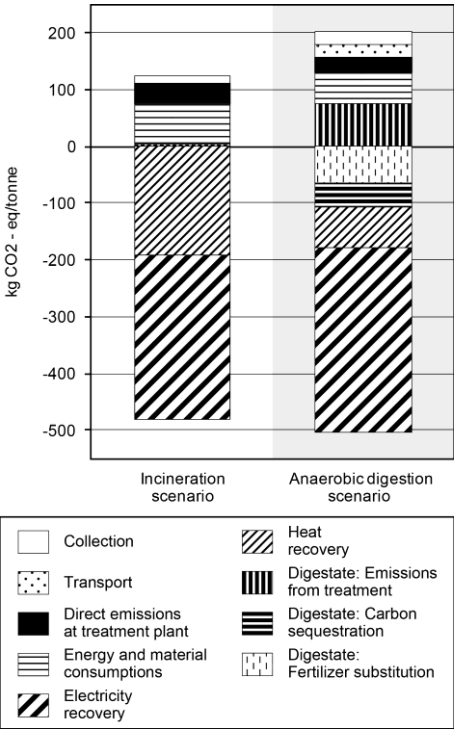 200
100
0
-100
-200
-300
-400
-500
kg CO2 - eq/tonne
Incineration
scenario
Anaerobic digestion
scenario
Collection
Transport
Direct emissions
at treatment plant
Energy and material
consumptions
Electricity
recovery
Heat
recovery
Digestate: Emissions
from treatment
Digestate: Carbon
sequestration
Digestate:
Fertilizer substitution